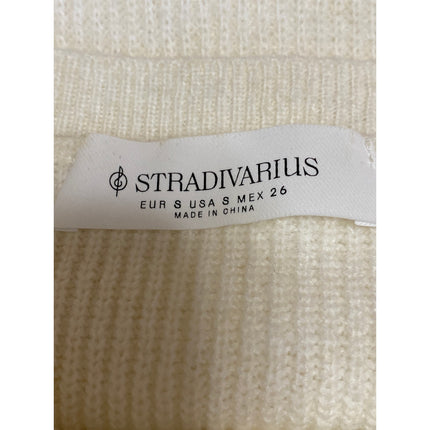 STRADIVARIUS
EUR S USA S MEX 26
MADE IN CHINA